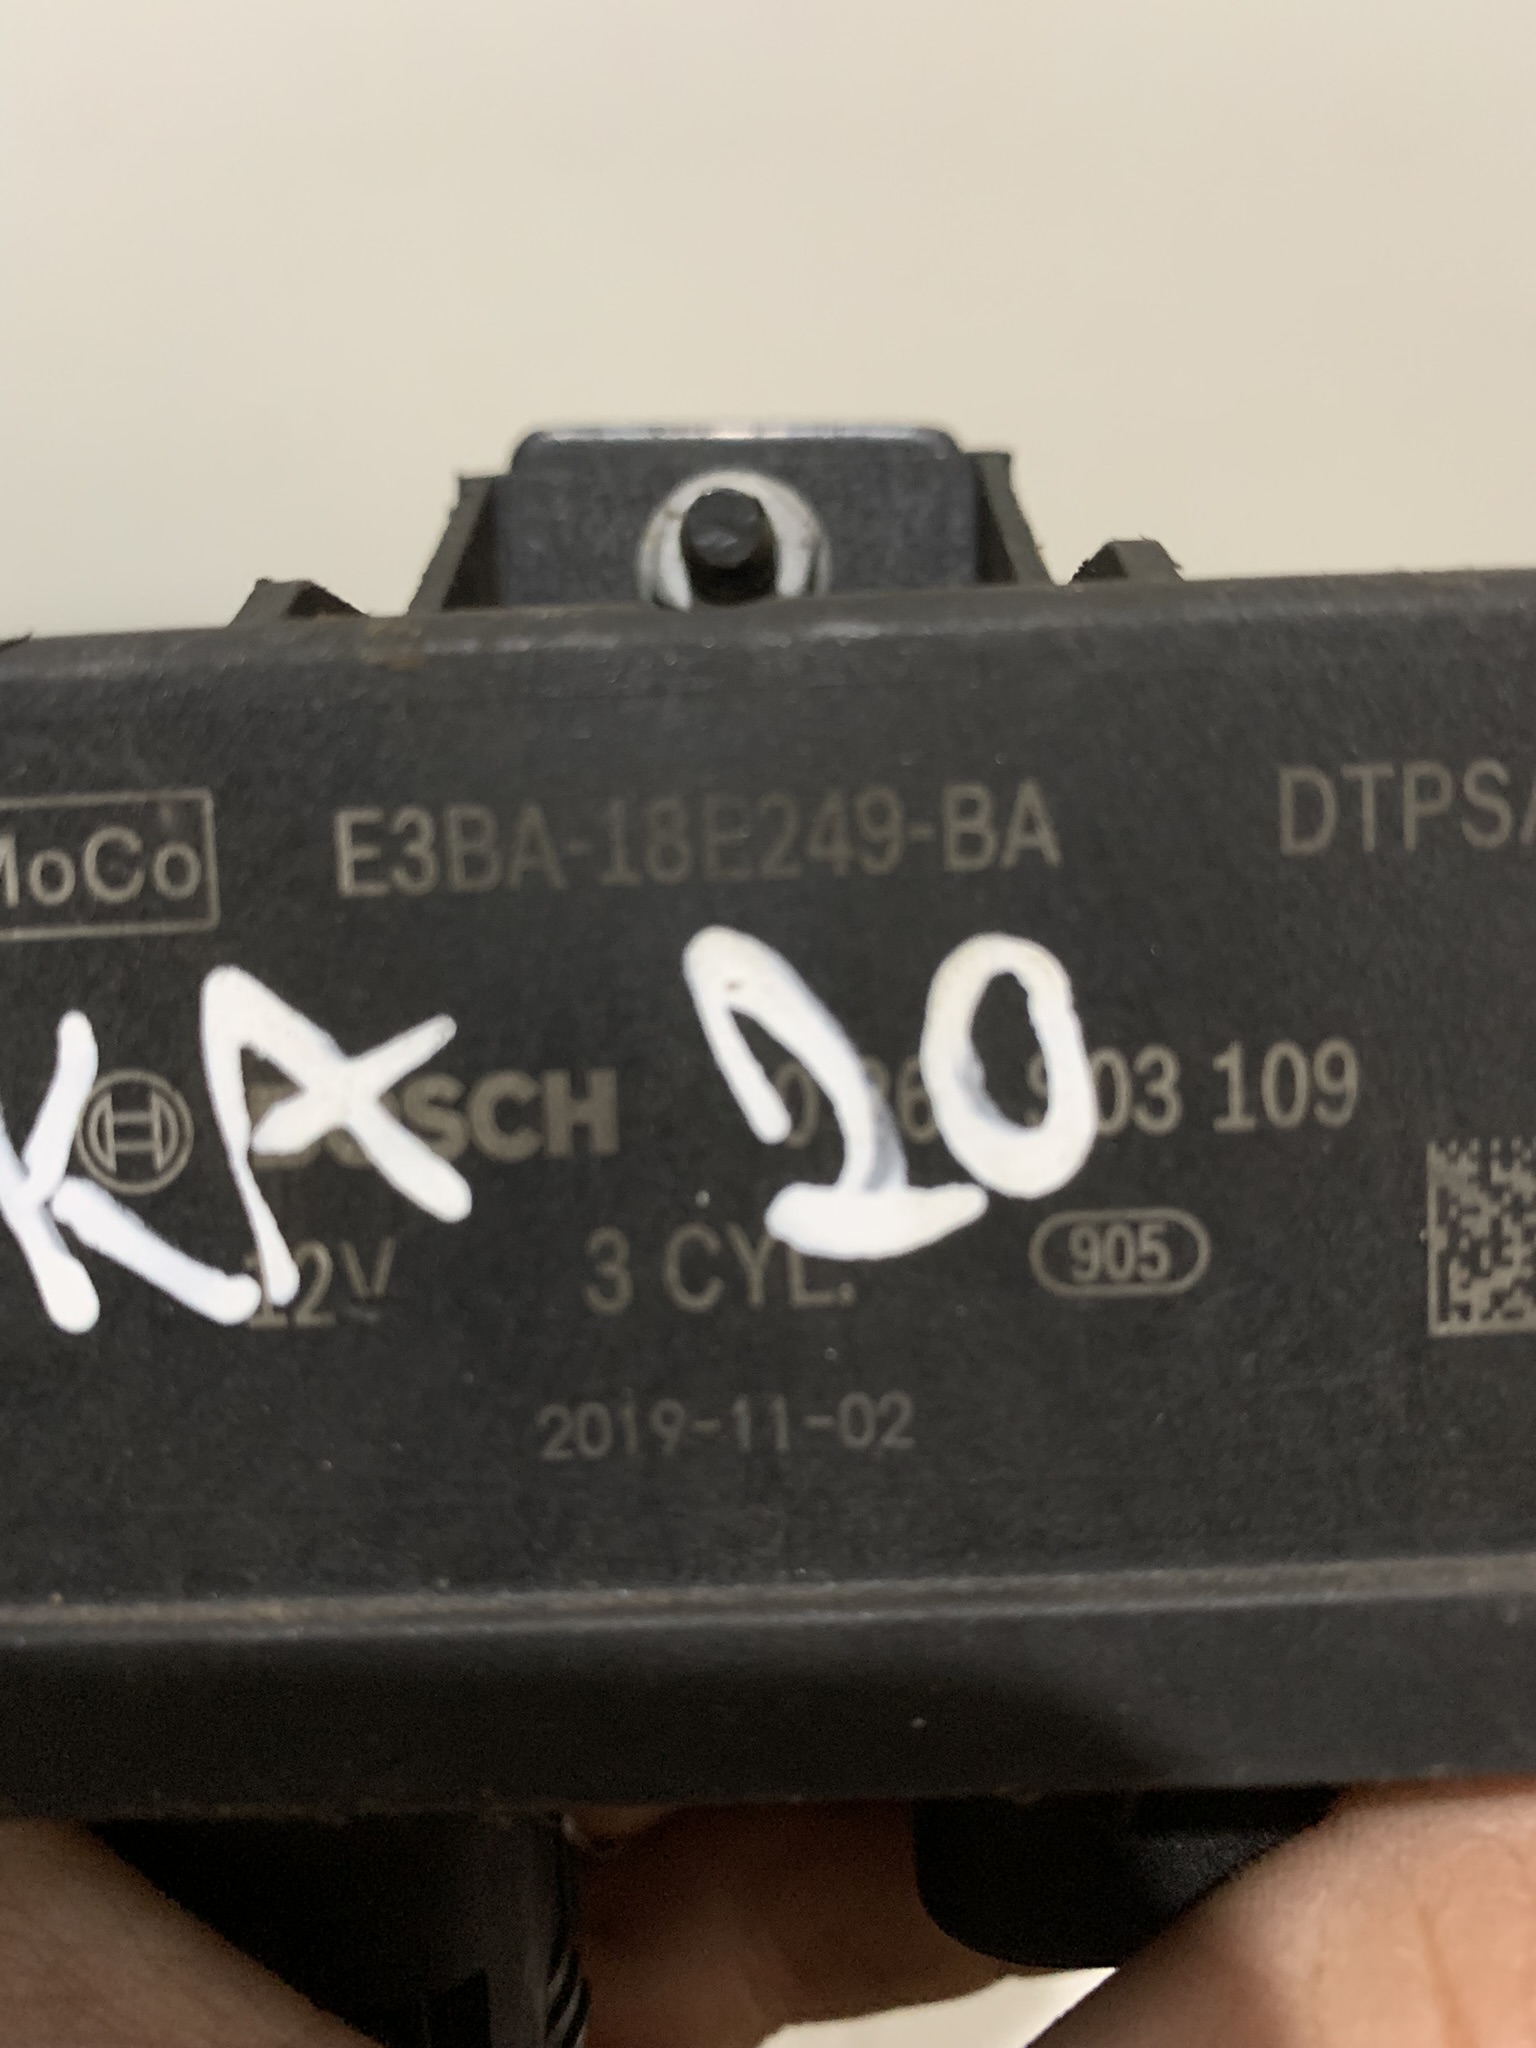 MoCo E3BA-18E249-BA DTPSA
KA 20
BOSCH 03 109
12V 3 CYL. 905
2019-11-02